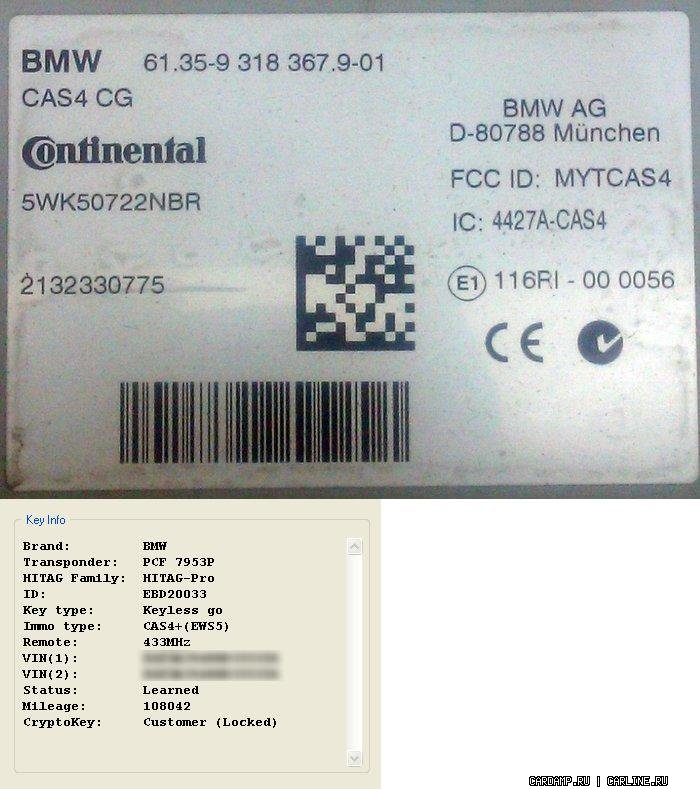 BMW 61.35-9 318 367.9-01
CAS4 CG
Continental
5WK50722NBR
2132330775
BMW AG
D-80788 München
FCC ID: MYTCAS4
IC: 4427A-CAS4
E1 116RI - 00 0056
CE
Key Info
Brand: BMW
Transponder: PCF 7953P
HITAG Family: HITAG-Pro
ID: EBD20033
Key type: Keyless go
Immo type: CAS4+(EWS5)
Remote: 433MHz
VIN(1):
VIN(2):
Status: Learned
Mileage: 108042
CryptoKey: Customer (Locked)
CARDAMP.RU | CARLINE.RU